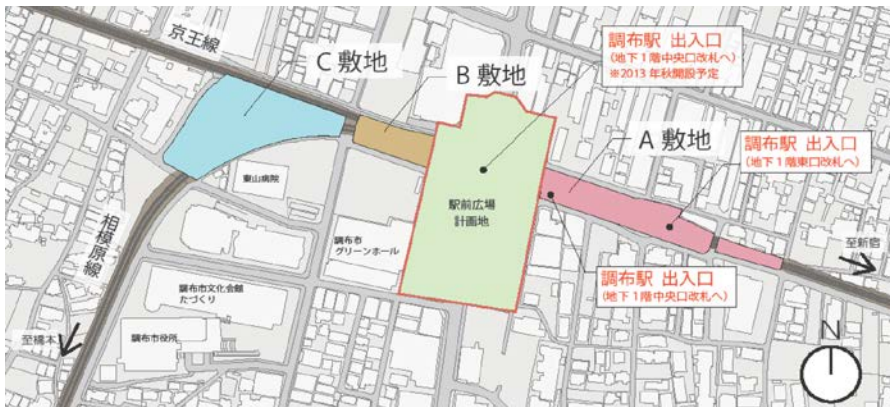 京王線
C 敷地
B 敷地
調布駅 出入口
(地下1階中央口改札へ)
※2013年秋開設予定
A 敷地
調布駅 出入口
(地下1階東口改札へ)
東山病院
駅前広場
計画地
相模原線
調布市
グリーンホール
至新宿
調布駅 出入口
(地下1階中央口改札へ)
調布市文化会館
たづくり
至橋本
調布市役所
N